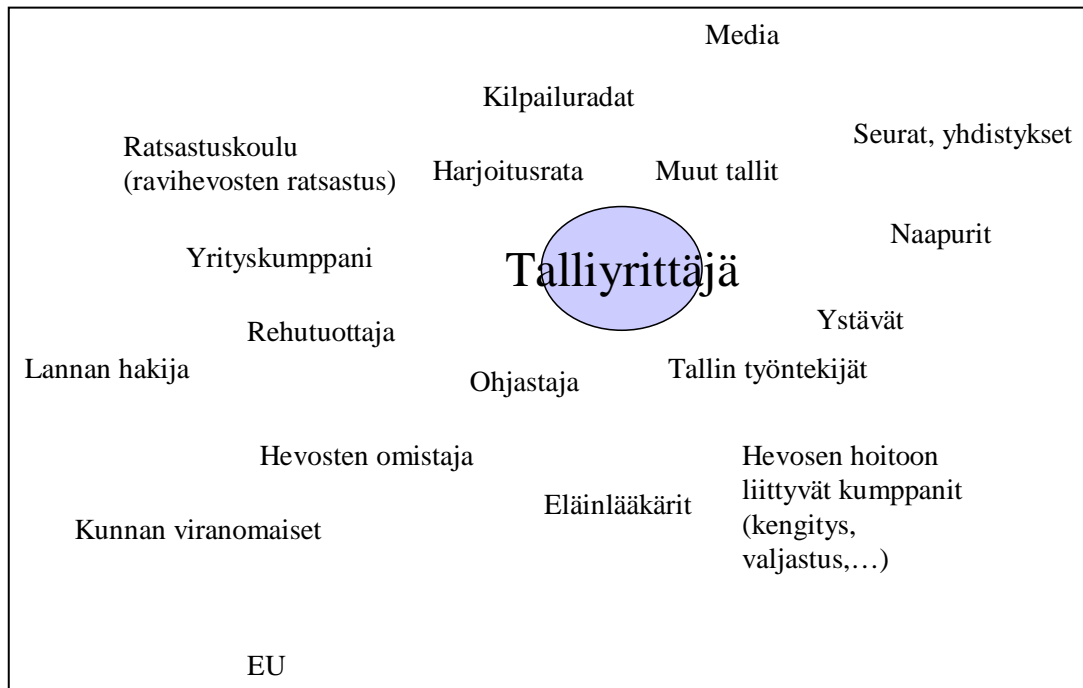 Media
Kilpailuradat
Seurat, yhdistykset
Ratsastuskoulu
(ravihevosten ratsastus)
Harjoitusrata
Muut tallit
Naapurit
Yrityskumppani
Talliyrittäjä
Ystävät
Rehutuottaja
Lannan hakija
Ohjastaja
Tallin työntekijät
Hevosten omistaja
Hevosen hoitoon
liittyvät kumppanit
(kengitys,
valjastus,…)
Eläinlääkärit
Kunnan viranomaiset
EU